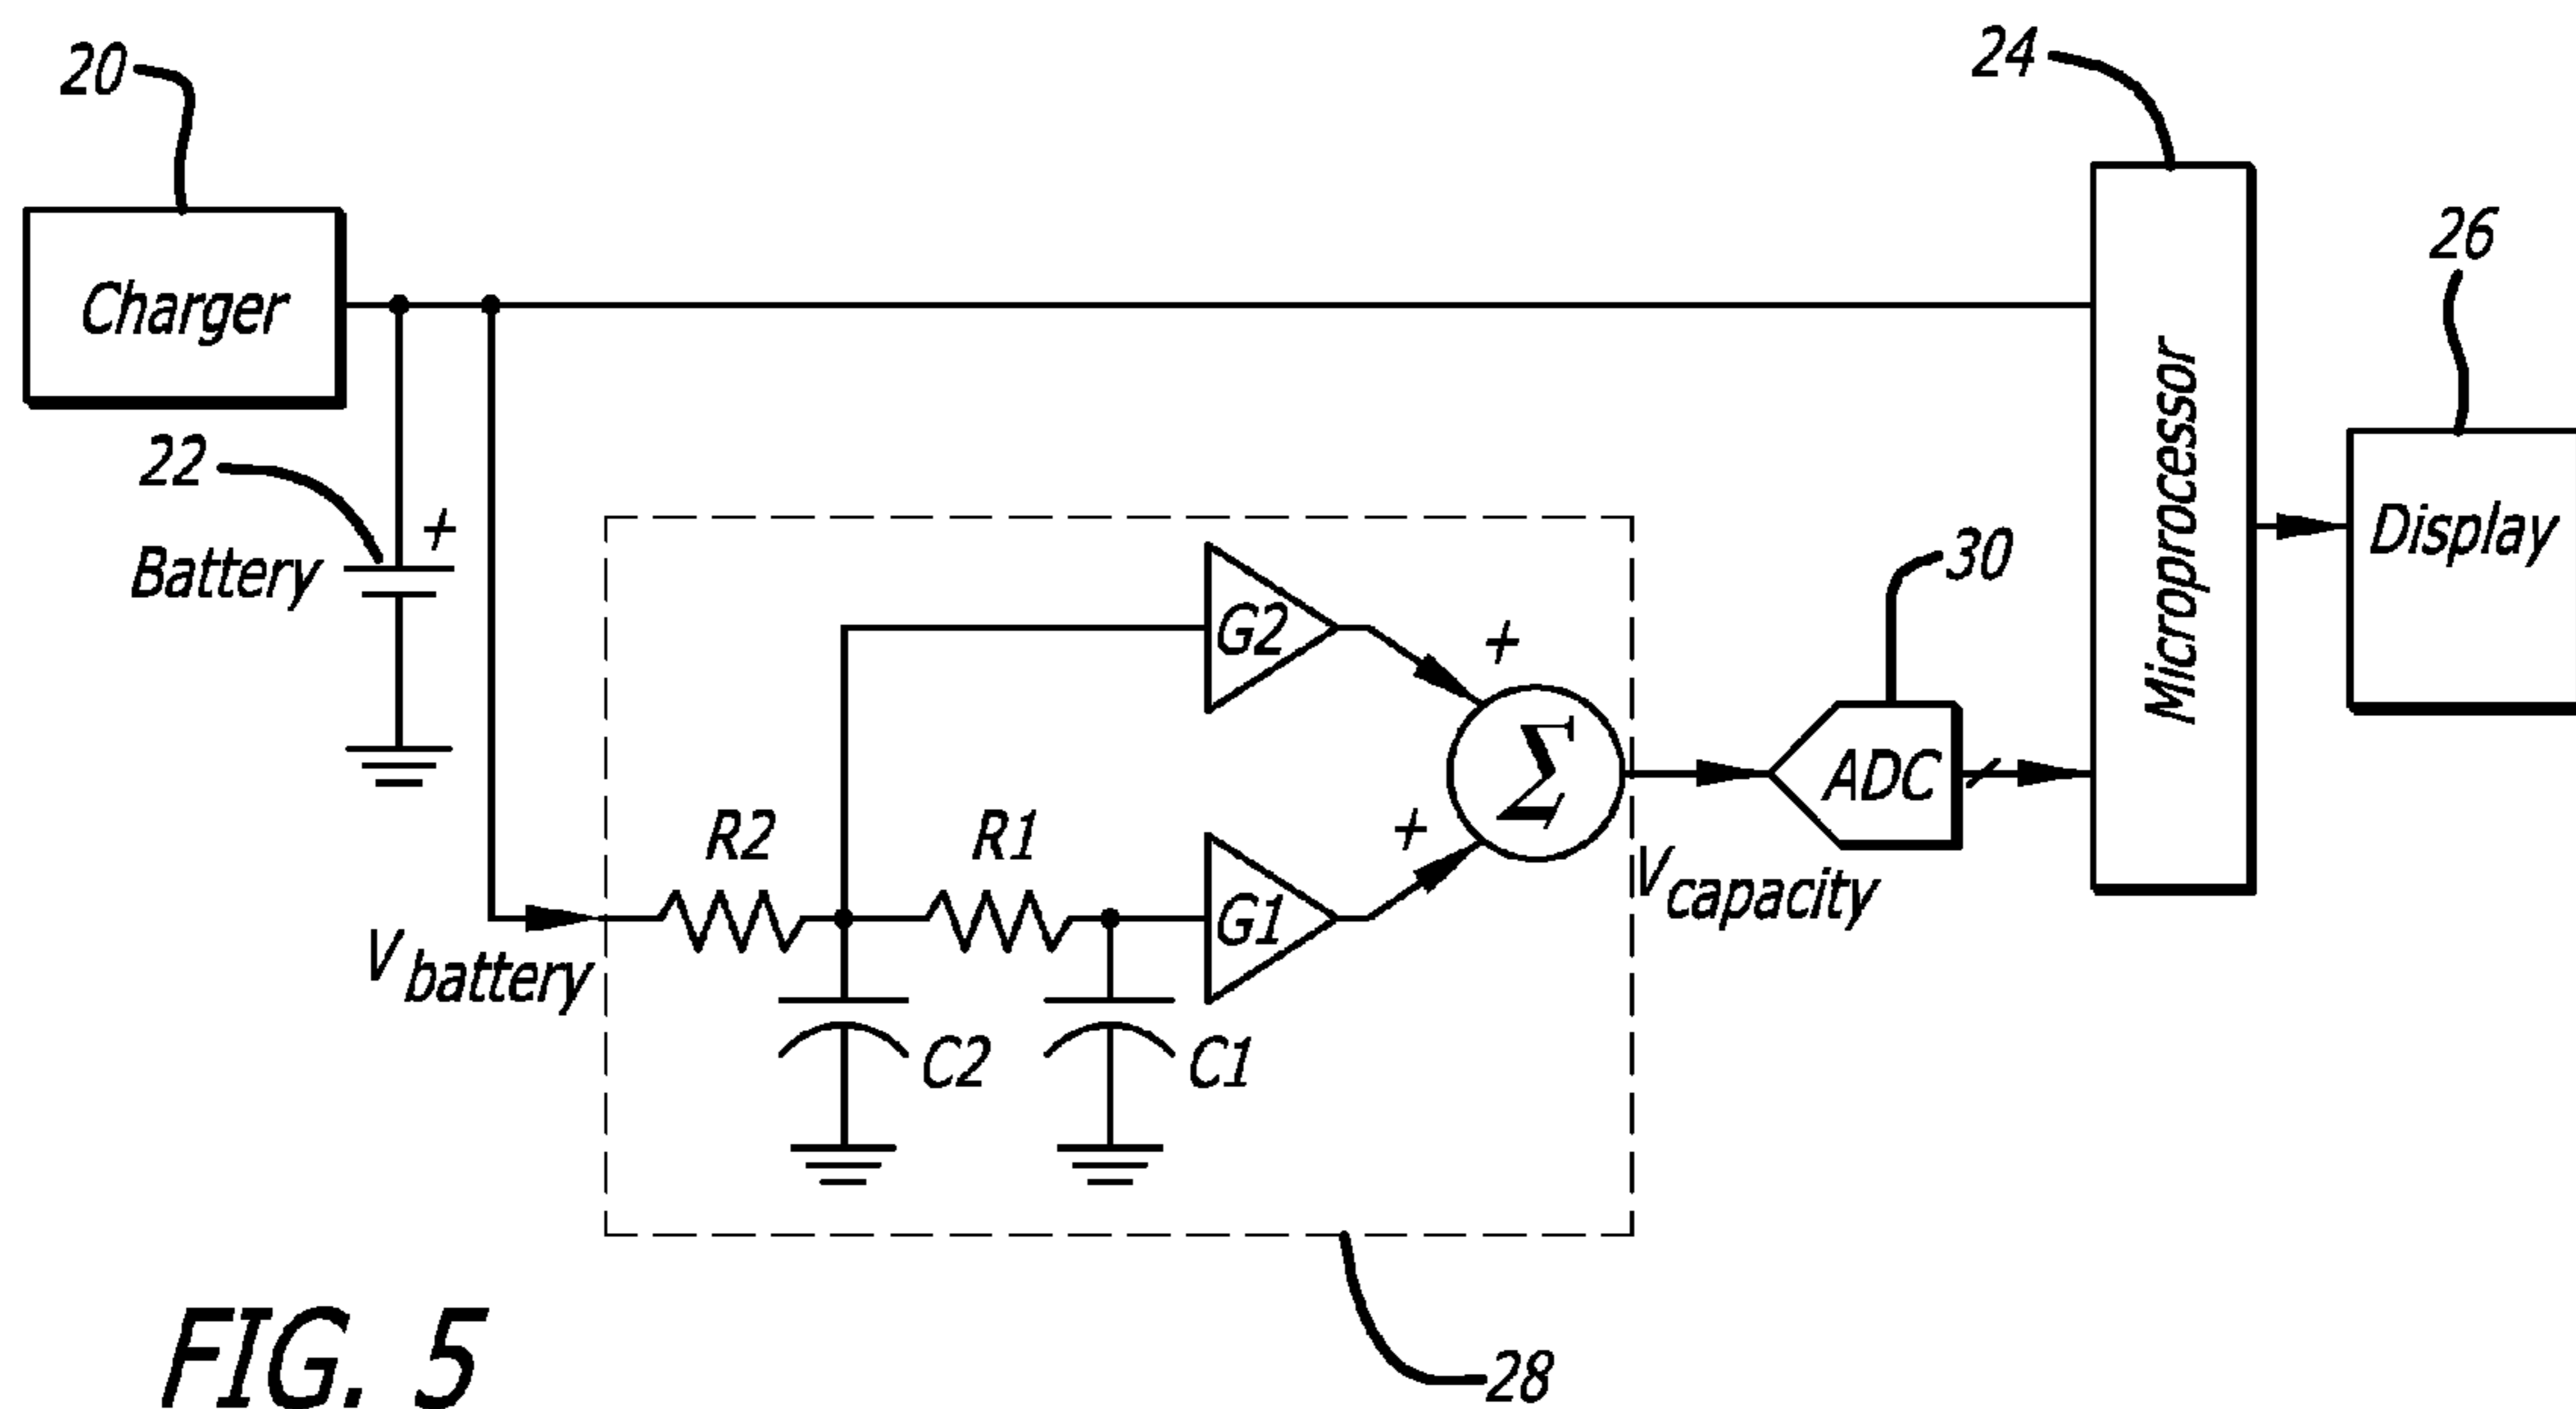 20
24
26
Charger
22
+
Battery
Microprocessor
Display
30
G2
+
Σ
ADC
+
R2
R1
G1
V battery
Vcapacity
C2
C1
28
FIG. 5